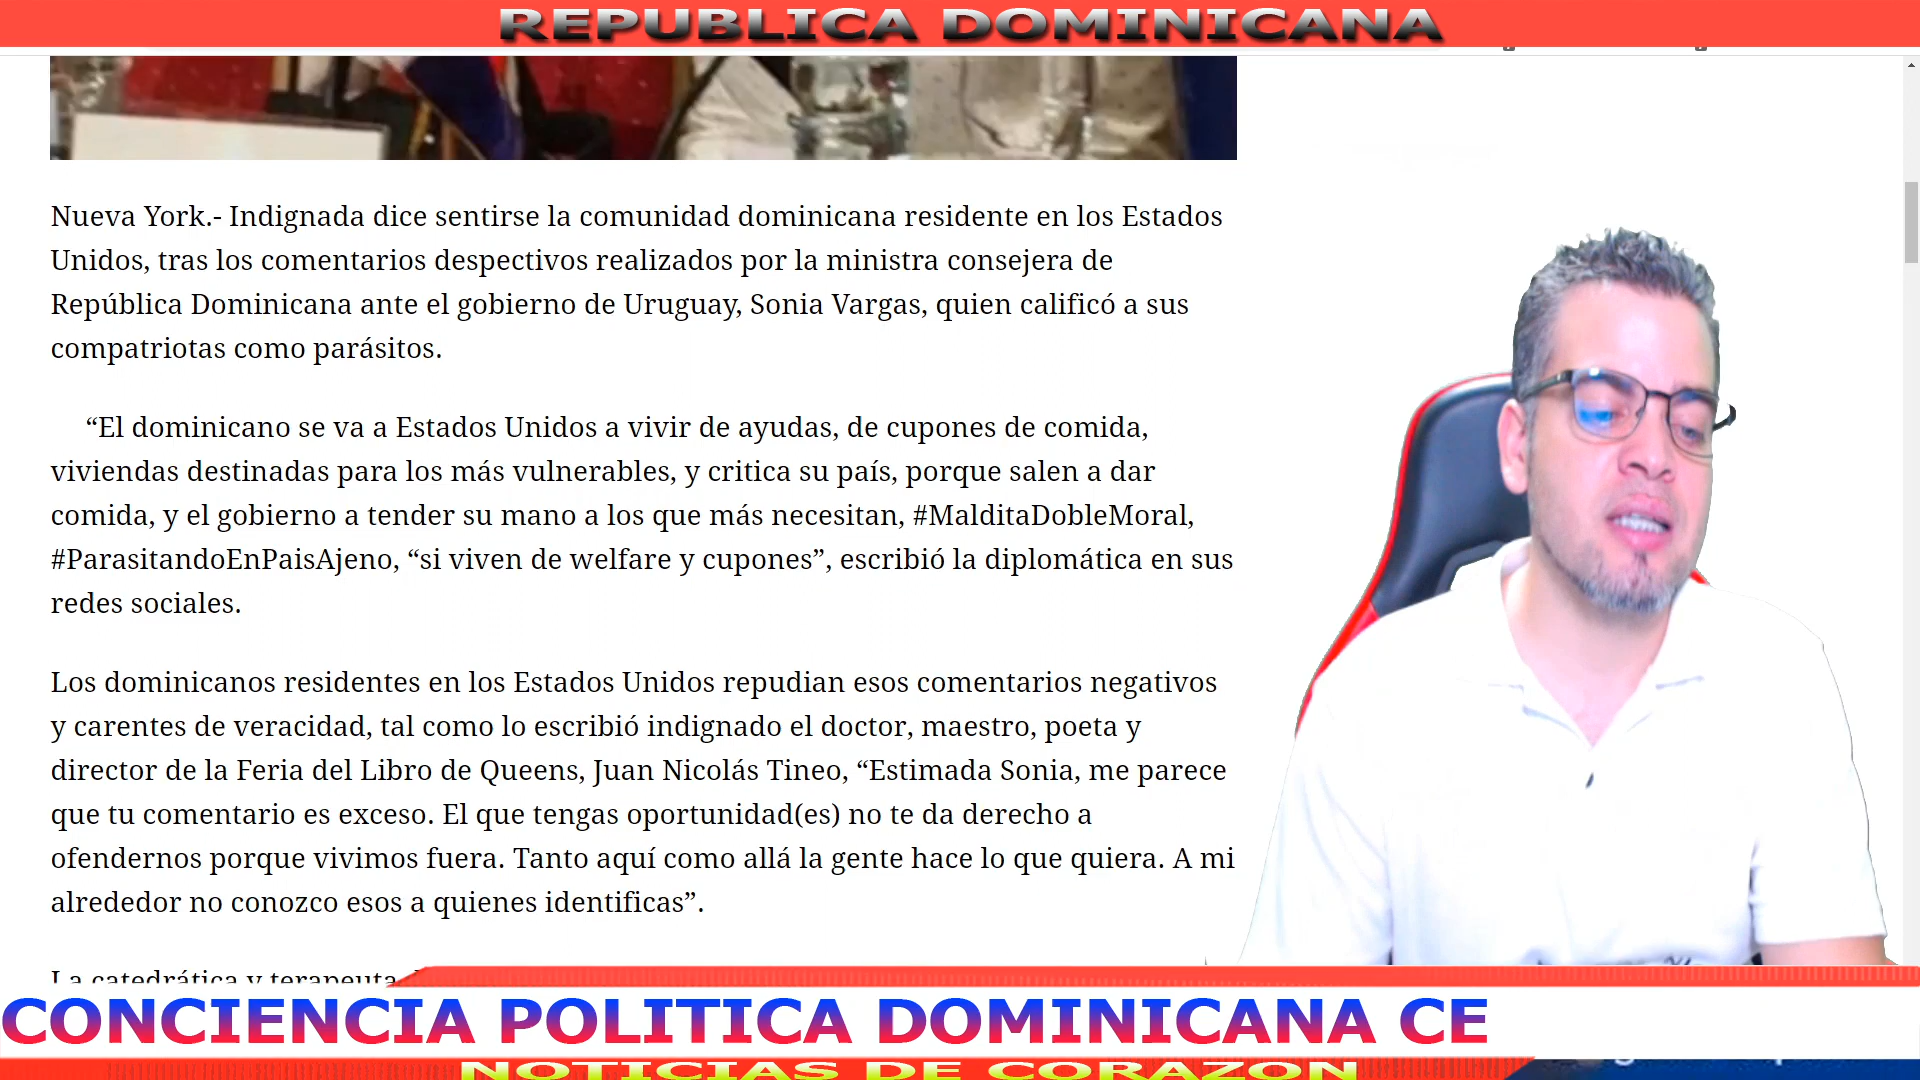 REPUBLICA DOMINICANA
Nueva York.- Indignada dice sentirse la comunidad dominicana residente en los Estados
Unidos, tras los comentarios despectivos realizados por la ministra consejera de
República Dominicana ante el gobierno de Uruguay, Sonia Vargas, quien calificó a sus
compatriotas como parásitos.
“El dominicano se va a Estados Unidos a vivir de ayudas, de cupones de comida,
viviendas destinadas para los más vulnerables, y critica su país, porque salen a dar
comida, y el gobierno a tender su mano a los que más necesitan, #MalditaDobleMoral,
#ParasitandoEnPaisAjeno, “si viven de welfare y cupones”, escribió la diplomática en sus
redes sociales.
Los dominicanos residentes en los Estados Unidos repudian esos comentarios negativos
y carentes de veracidad, tal como lo escribió indignado el doctor, maestro, poeta y
director de la Feria del Libro de Queens, Juan Nicolás Tineo, “Estimada Sonia, me parece
que tu comentario es exceso. El que tengas oportunidad(es) no te da derecho a
ofendernos porque vivimos fuera. Tanto aquí como allá la gente hace lo que quiera. A mi
alrededor no conozco esos a quienes identificas”.
La catedrática y terapeuta
CONCIENCIA POLITICA DOMINICANA CE
NOTICIAS DE CORAZON